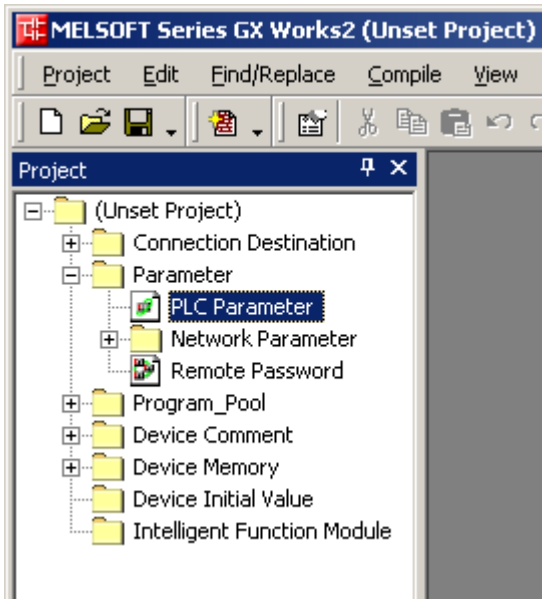 MELSOFT Series GX Works2 (Unset Project)
Project Edit Find/Replace Compile View
Project
(Unset Project)
Connection Destination
Parameter
PLC Parameter
Network Parameter
Remote Password
Program_Pool
Device Comment
Device Memory
Device Initial Value
Intelligent Function Module